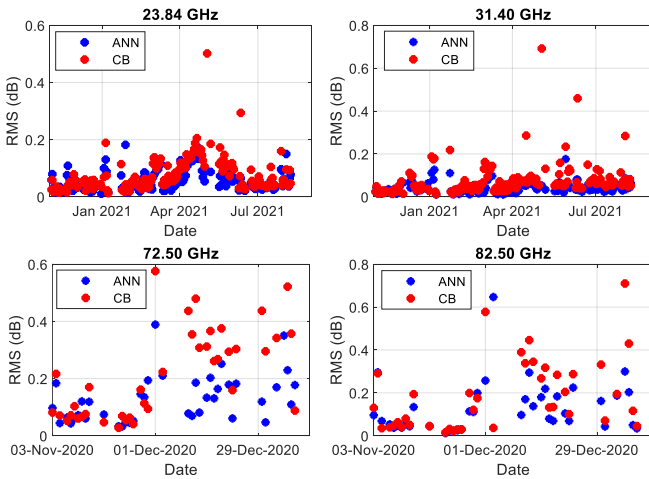 23.84 GHz
0.6
0.4
0.2
0
RMS (dB)
ANN
CB
Jan 2021
Apr 2021
Jul 2021
Date
31.40 GHz
0.8
0.6
0.4
0.2
0
RMS (dB)
ANN
CB
Jan 2021
Apr 2021
Jul 2021
Date
72.50 GHz
0.6
0.4
0.2
0
RMS (dB)
ANN
CB
03-Nov-2020
01-Dec-2020
29-Dec-2020
Date
82.50 GHz
0.8
0.6
0.4
0.2
0
RMS (dB)
ANN
CB
03-Nov-2020
01-Dec-2020
29-Dec-2020
Date